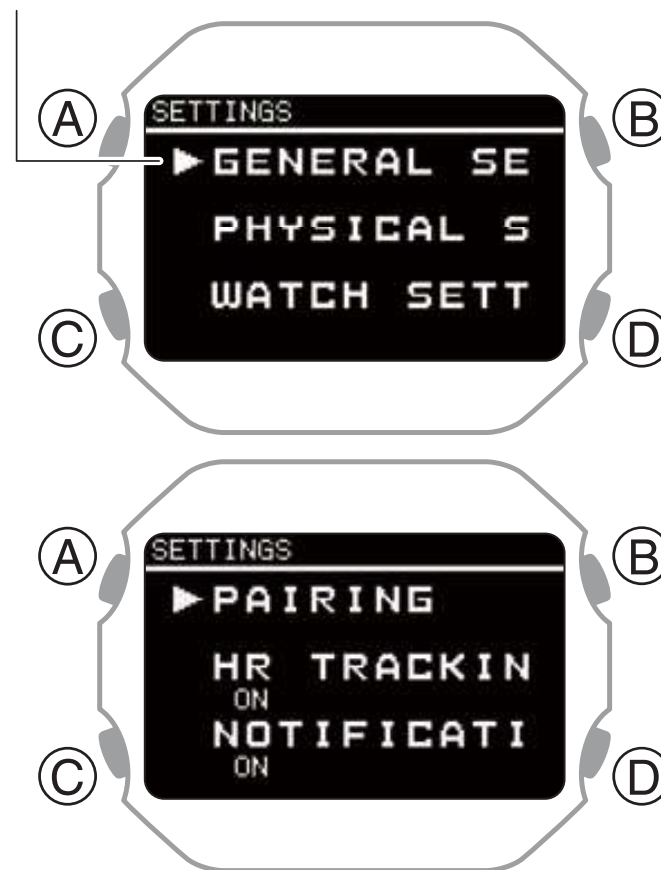 A
B
SETTINGS
▶GENERAL SE
PHYSICAL S
WATCH SETT
C
D
A
B
SETTINGS
▶PAIRING
HR TRACKIN
ON
NOTIFICATI
ON
C
D